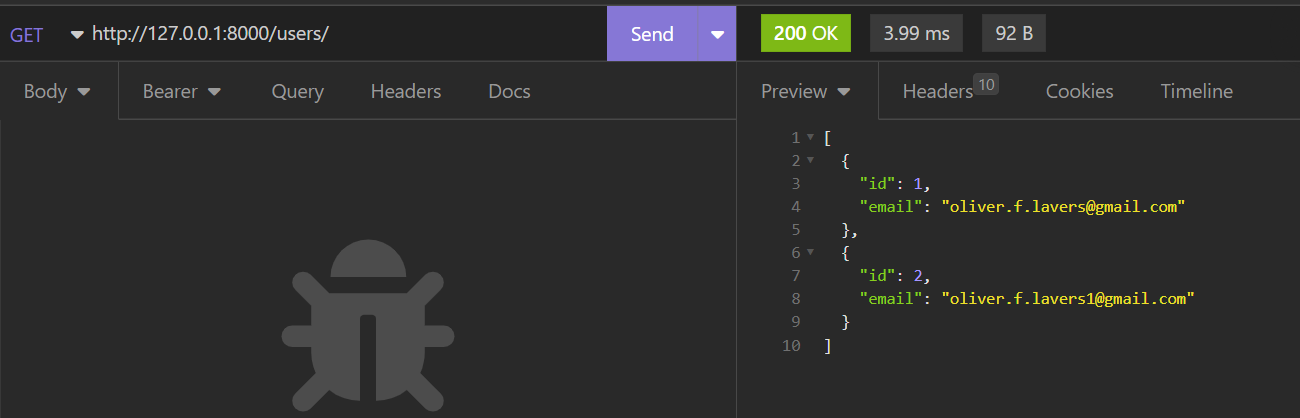 GET http://127.0.0.1:8000/users/ Send 200 OK 3.99 ms 92 B
Body Bearer Query Headers Docs Preview Headers 10 Cookies Timeline
1 [
2 {
3 "id": 1,
4 "email": "oliver.f.lavers@gmail.com"
5 },
6 {
7 "id": 2,
8 "email": "oliver.f.lavers1@gmail.com"
9 }
10 ]